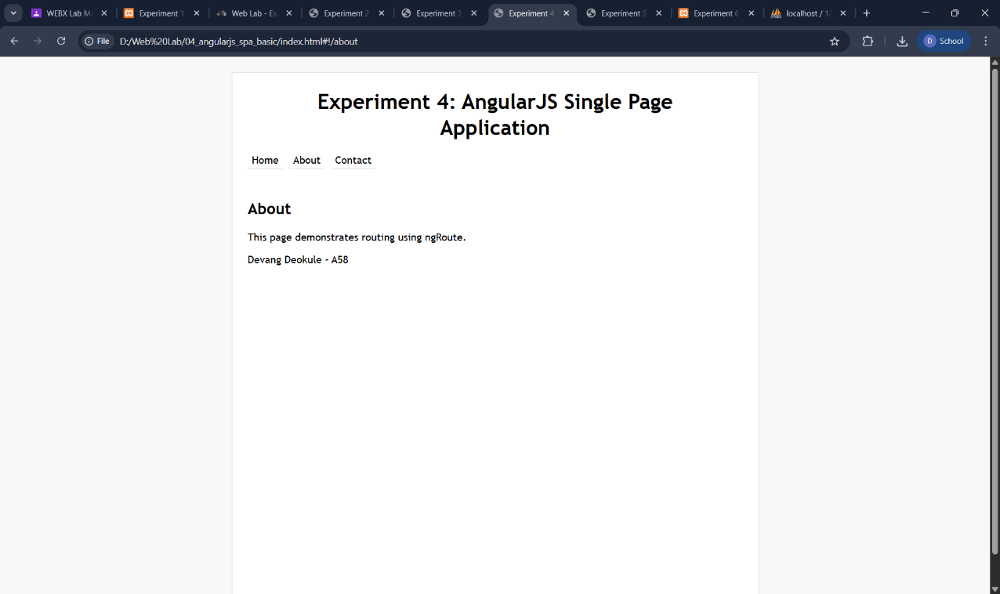 WEBX Lab Ma
Experiment 1
Web Lab - Ex
Experiment 2
Experiment 3
Experiment 4
Experiment 5
Experiment 6
localhost / 12
File
D:/Web%20Lab/04_angularjs_spa_basic/index.html#!/about
D
School
Experiment 4: AngularJS Single Page
Application
Home About Contact
About
This page demonstrates routing using ngRoute.
Devang Deokule - A58